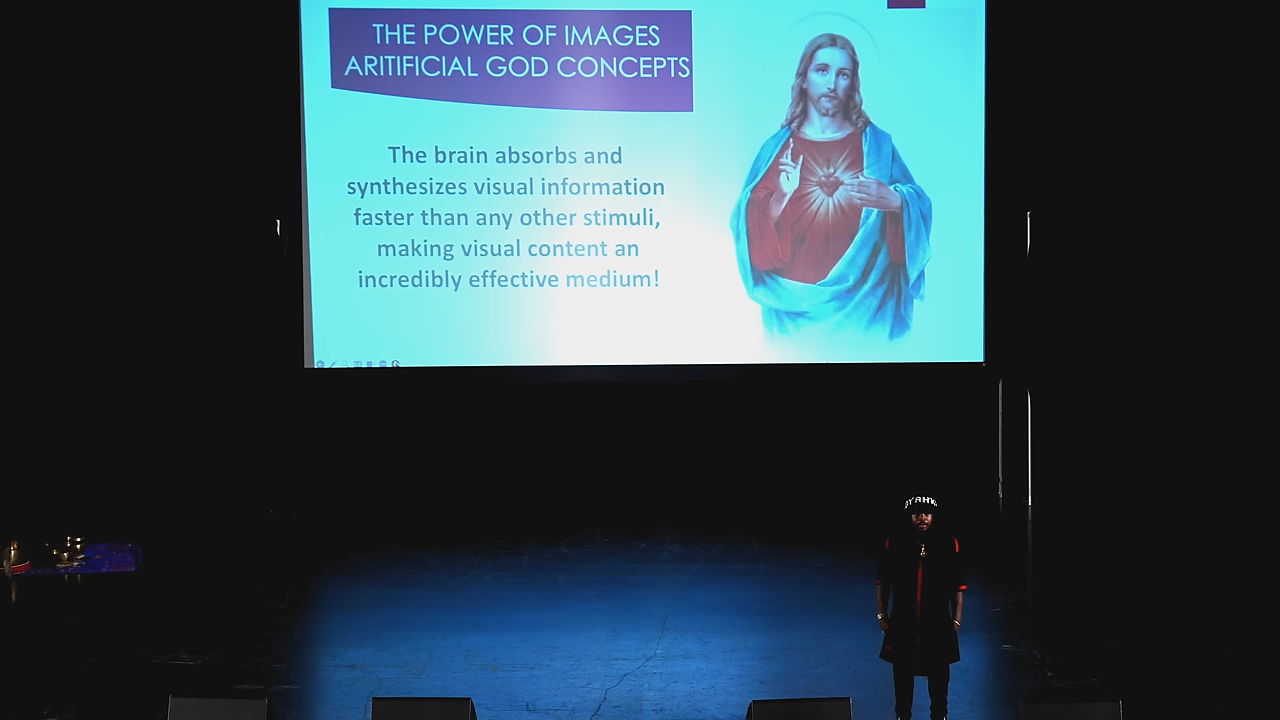 THE POWER OF IMAGES
ARITIFICIAL GOD CONCEPTS
The brain absorbs and
synthesizes visual information
faster than any other stimuli,
making visual content an
incredibly effective medium!